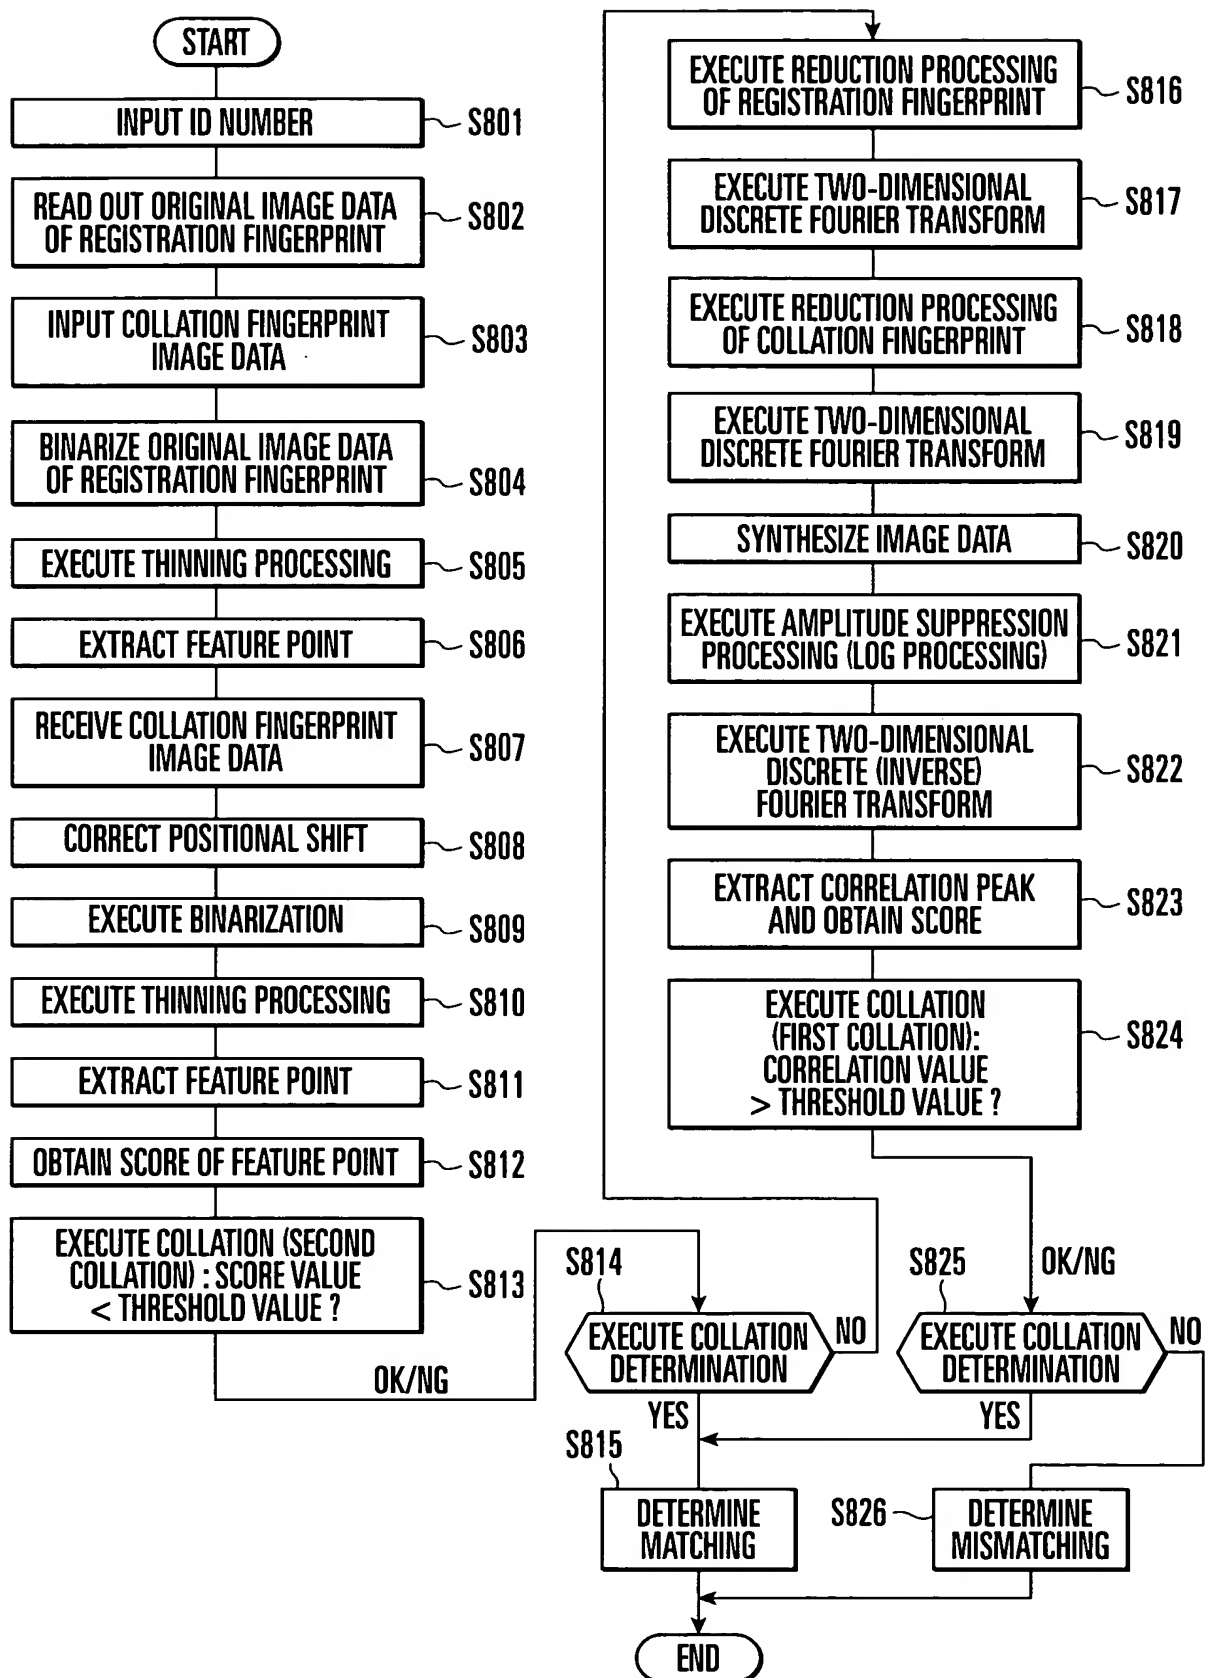 START
INPUT ID NUMBER
S801
READ OUT ORIGINAL IMAGE DATA
OF REGISTRATION FINGERPRINT
S802
INPUT COLLATION FINGERPRINT
IMAGE DATA
S803
BINARIZE ORIGINAL IMAGE DATA
OF REGISTRATION FINGERPRINT
S804
EXECUTE THINNING PROCESSING
S805
EXTRACT FEATURE POINT
S806
RECEIVE COLLATION FINGERPRINT
IMAGE DATA
S807
CORRECT POSITIONAL SHIFT
S808
EXECUTE BINARIZATION
S809
EXECUTE THINNING PROCESSING
S810
EXTRACT FEATURE POINT
S811
OBTAIN SCORE OF FEATURE POINT
S812
EXECUTE COLLATION (SECOND
COLLATION) : SCORE VALUE
< THRESHOLD VALUE ?
S813
OK/NG
S814
EXECUTE COLLATION
DETERMINATION
NO
YES
S815
DETERMINE
MATCHING
EXECUTE REDUCTION PROCESSING
OF REGISTRATION FINGERPRINT
S816
EXECUTE TWO-DIMENSIONAL
DISCRETE FOURIER TRANSFORM
S817
EXECUTE REDUCTION PROCESSING
OF COLLATION FINGERPRINT
S818
EXECUTE TWO-DIMENSIONAL
DISCRETE FOURIER TRANSFORM
S819
SYNTHESIZE IMAGE DATA
S820
EXECUTE AMPLITUDE SUPPRESSION
PROCESSING (LOG PROCESSING)
S821
EXECUTE TWO-DIMENSIONAL
DISCRETE (INVERSE)
FOURIER TRANSFORM
S822
EXTRACT CORRELATION PEAK
AND OBTAIN SCORE
S823
EXECUTE COLLATION
(FIRST COLLATION) :
CORRELATION VALUE
> THRESHOLD VALUE ?
S824
OK/NG
S825
EXECUTE COLLATION
DETERMINATION
NO
YES
S826
DETERMINE
MISMATCHING
END